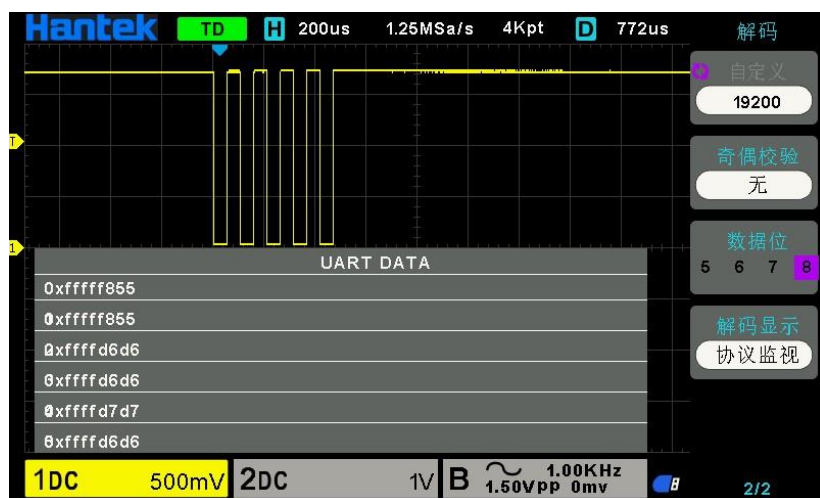 Hantek TD H 200us 1.25MSa/s 4Kpt D 772us 解码
自定义
19200
T
奇偶校验
无
1
数据位
5 6 7 8
UART DATA
0xfffff855
0xfffff855
0xffffd6d6
解码显示
协议监视
0xffffd6d6
0xffffd7d7
0xffffd6d6
1DC 500mV 2DC 1V B 1.00KHz
1.50Vpp 0mv
2/2